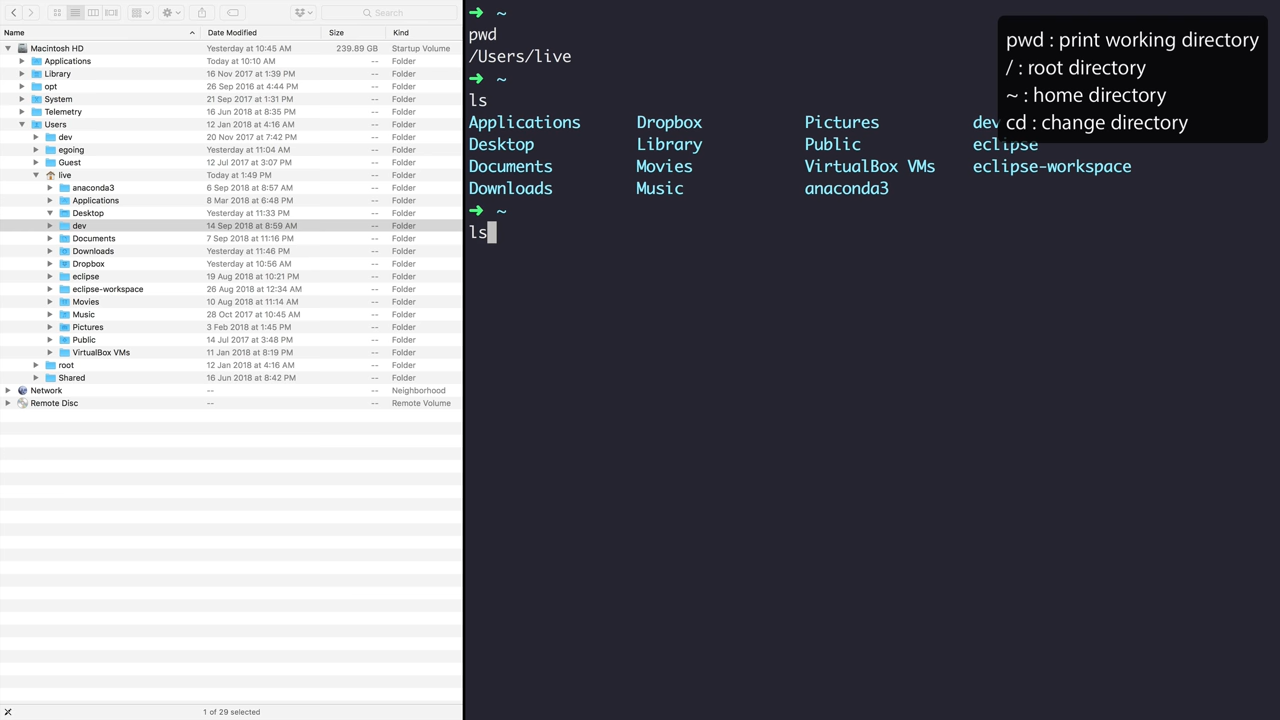 Search
Name Date Modified Size Kind
Macintosh HD Yesterday at 10:45 AM 239.89 GB Startup Volume
Applications Today at 10:10 AM -- Folder
Library 16 Nov 2017 at 1:39 PM -- Folder
opt 26 Sep 2016 at 4:44 PM -- Folder
System 21 Sep 2017 at 1:31 PM -- Folder
Telemetry 16 Jun 2018 at 8:35 PM -- Folder
Users 12 Jan 2018 at 4:16 AM -- Folder
dev 20 Nov 2017 at 7:42 PM -- Folder
egoing Yesterday at 11:04 AM -- Folder
Guest 12 Jul 2017 at 3:07 PM -- Folder
live Today at 1:49 PM -- Folder
anaconda3 6 Sep 2018 at 8:57 AM -- Folder
Applications 8 Mar 2018 at 6:48 PM -- Folder
Desktop Yesterday at 11:33 PM -- Folder
dev 14 Sep 2018 at 8:59 AM -- Folder
Documents 7 Sep 2018 at 11:16 PM -- Folder
Downloads Yesterday at 11:46 PM -- Folder
Dropbox Yesterday at 10:56 AM -- Folder
eclipse 19 Aug 2018 at 10:21 PM -- Folder
eclipse-workspace 26 Aug 2018 at 12:34 AM -- Folder
Movies 10 Aug 2018 at 11:14 AM -- Folder
Music 28 Oct 2017 at 10:45 AM -- Folder
Pictures 3 Feb 2018 at 1:45 PM -- Folder
Public 14 Jul 2017 at 3:48 PM -- Folder
VirtualBox VMs 11 Jan 2018 at 8:19 PM -- Folder
root 12 Jan 2018 at 4:16 AM -- Folder
Shared 16 Jun 2018 at 8:42 PM -- Folder
Network -- -- Neighborhood
Remote Disc -- -- Remote Volume
1 of 29 selected
➜ ~
pwd
/Users/live
➜ ~
ls
Applications Dropbox Pictures dev
Desktop Library Public eclipse
Documents Movies VirtualBox VMs eclipse-workspace
Downloads Music anaconda3
➜ ~
ls
pwd : print working directory
/ : root directory
~ : home directory
cd : change directory